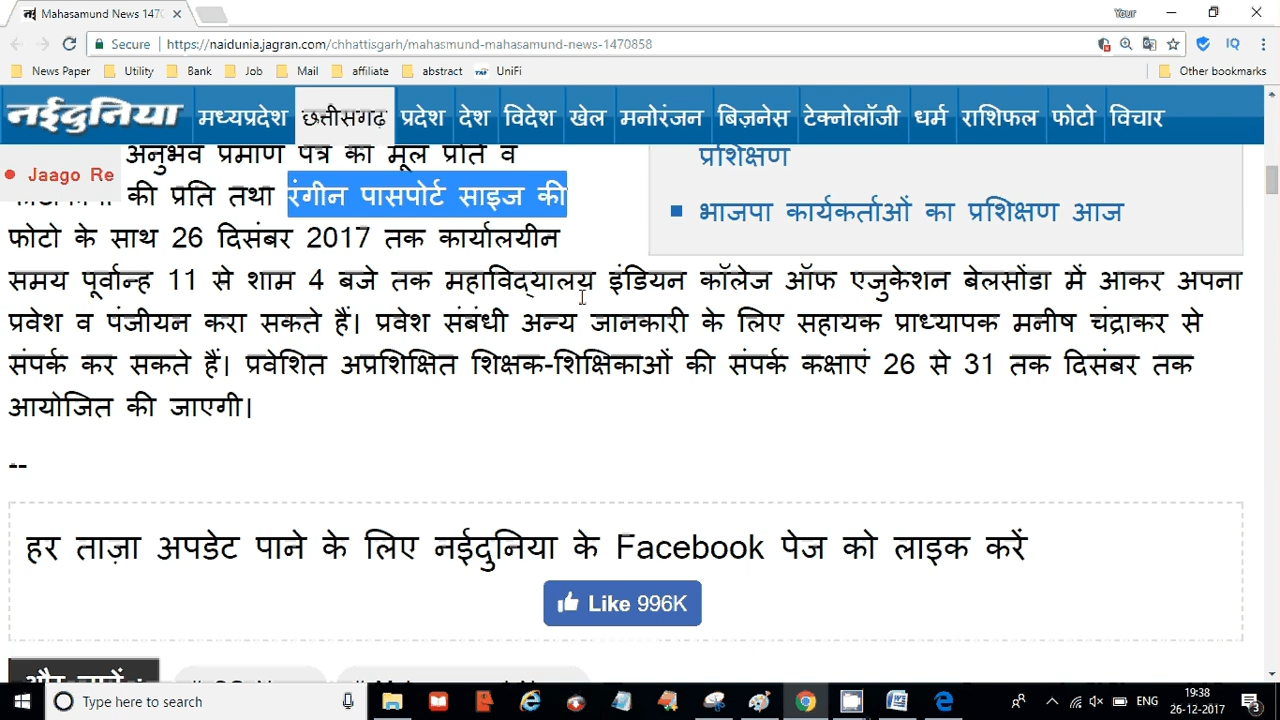 Mahasamund News 1470
Your
Secure
https://naidunia.jagran.com/chhattisgarh/mahasmund-mahasamund-news-1470858
IQ
News Paper
Utility
Bank
Job
Mail
affiliate
abstract
UniFi
Other bookmarks
नईदुनिया
मध्यप्रदेश
छत्तीसगढ़
प्रदेश
देश
विदेश
खेल
मनोरंजन
बिज़नेस
टेक्नोलॉजी
धर्म
राशिफल
फोटो
विचार
Jaago Re
अनुभव प्रमाण पत्र की मूल प्रति व
की प्रति तथा रंगीन पासपोर्ट साइज की
फोटो के साथ 26 दिसंबर 2017 तक कार्यालयीन
समय पूर्वान्ह 11 से शाम 4 बजे तक महाविद्यालय इंडियन कॉलेज ऑफ एजुकेशन बेलसोंडा में आकर अपना
प्रवेश व पंजीयन करा सकते हैं। प्रवेश संबंधी अन्य जानकारी के लिए सहायक प्राध्यापक मनीष चंद्राकर से
संपर्क कर सकते हैं। प्रवेशित अप्रशिक्षित शिक्षक-शिक्षिकाओं की संपर्क कक्षाएं 26 से 31 तक दिसंबर तक
आयोजित की जाएगी।
--
प्रशिक्षण
भाजपा कार्यकर्ताओं का प्रशिक्षण आज
हर ताज़ा अपडेट पाने के लिए नईदुनिया के Facebook पेज को लाइक करें
Like 996K
Type here to search
ENG
19:38
26-12-2017
3